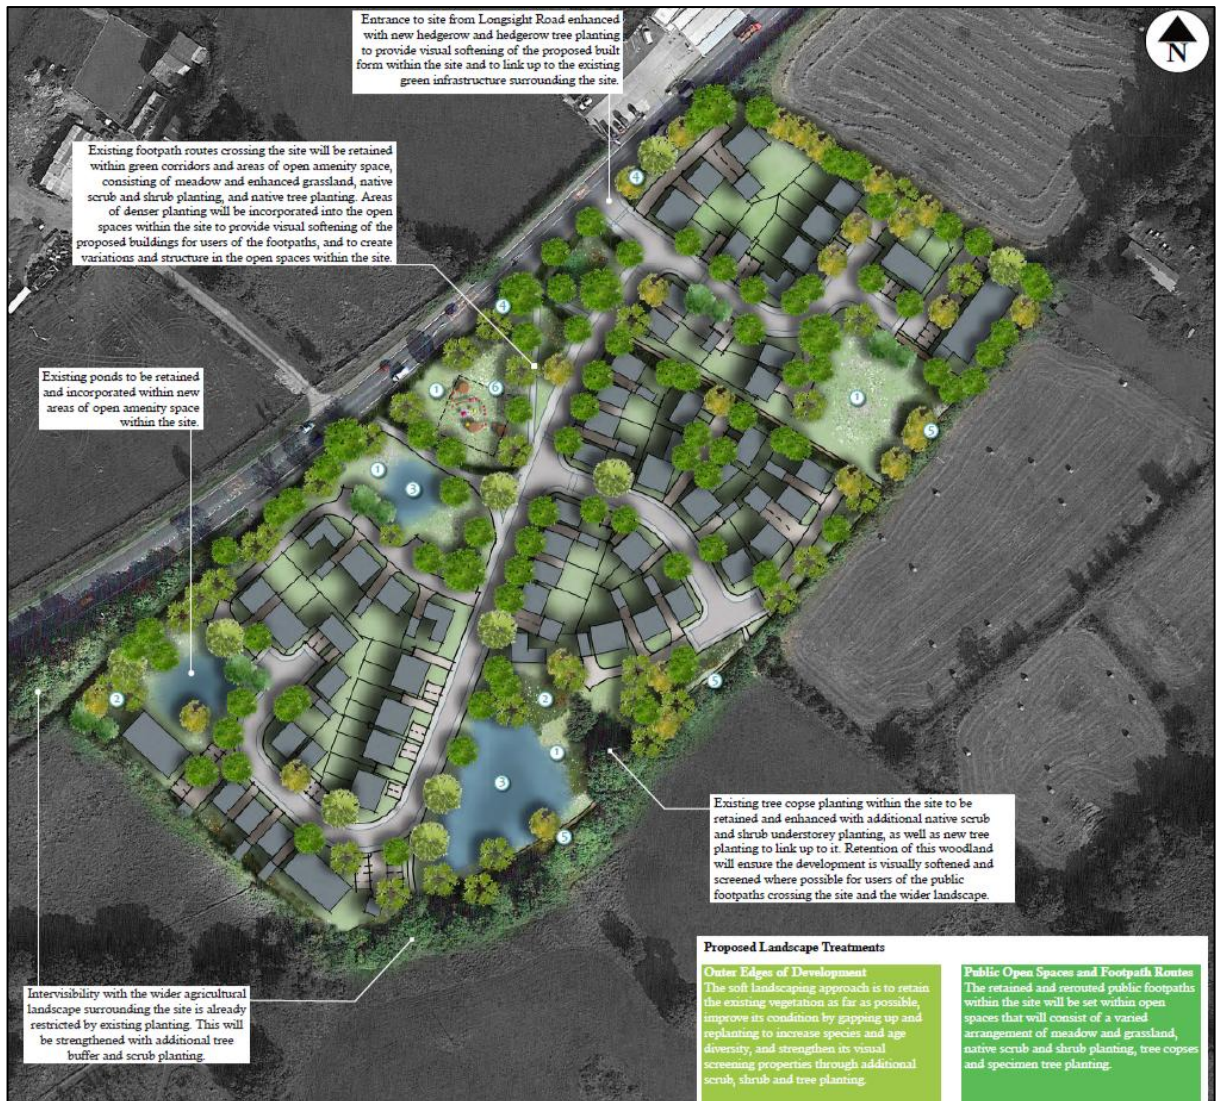 Entrance to site from Longsight Road enhanced
with new hedgerow and hedgerow tree planting
to provide visual softening of the proposed built
form within the site and to link up to the existing
green infrastructure surrounding the site.
N
Existing footpath routes crossing the site will be retained
within green corridors and areas of open amenity space,
consisting of meadow and enhanced grassland, native
scrub and shrub planting, and native tree planting. Areas
of denser planting will be incorporated into the open
spaces within the site to provide visual softening of the
proposed buildings for users of the footpaths, and to create
variations and structure in the open spaces within the site.
4
4
Existing ponds to be retained
and incorporated within new
areas of open amenity space
within the site.
1
6
1
5
1
3
2
2
5
1
3
5
Existing tree copse planting within the site to be
retained and enhanced with additional native scrub
and shrub understorey planting, as well as new tree
planting to link up to it. Retention of this woodland
will ensure the development is visually softened and
screened where possible for users of the public
footpaths crossing the site and the wider landscape.
Intervisibility with the wider agricultural
landscape surrounding the site is already
restricted by existing planting. This will
be strengthened with additional tree
buffer and scrub planting.
Proposed Landscape Treatments
Outer Edges of Development
The soft landscaping approach is to retain
the existing vegetation as far as possible,
improve its condition by gapping up and
replanting to increase species and age
diversity, and strengthen its visual
screening properties through additional
scrub, shrub and tree planting.
Public Open Spaces and Footpath Routes
The retained and rerouted public footpaths
within the site will be set within open
spaces that will consist of a varied
arrangement of meadow and grassland,
native scrub and shrub planting, tree copses
and specimen tree planting.